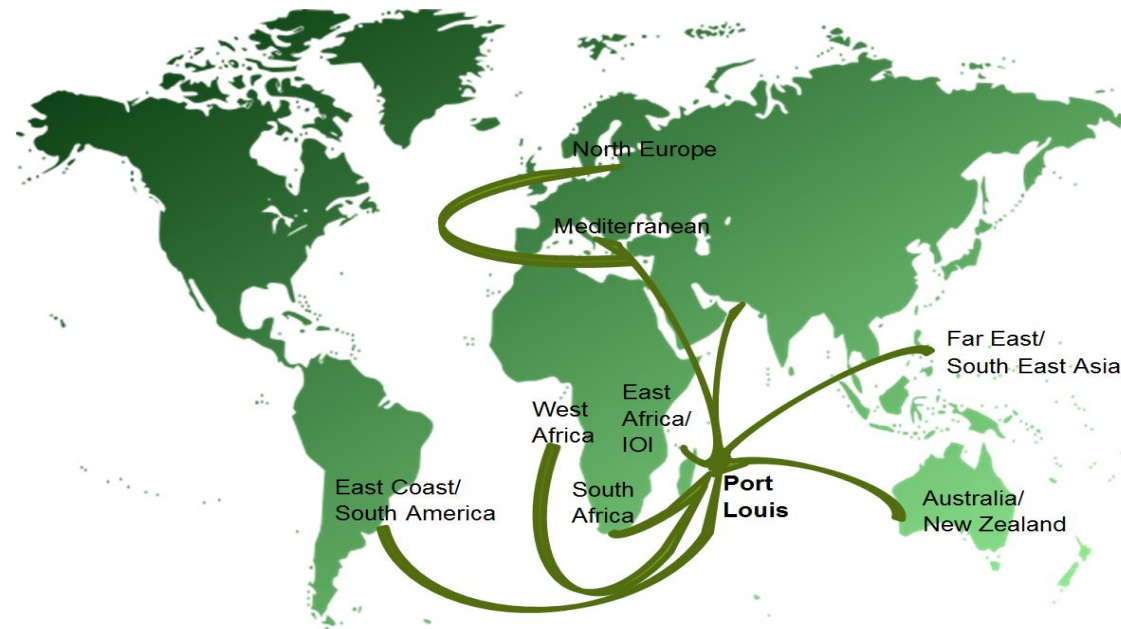 North Europe
Mediterranean
Far East/
South East Asia
East
Africa/
IOI
West
Africa
East Coast/
South America
South
Africa
Port
Louis
Australia/
New Zealand